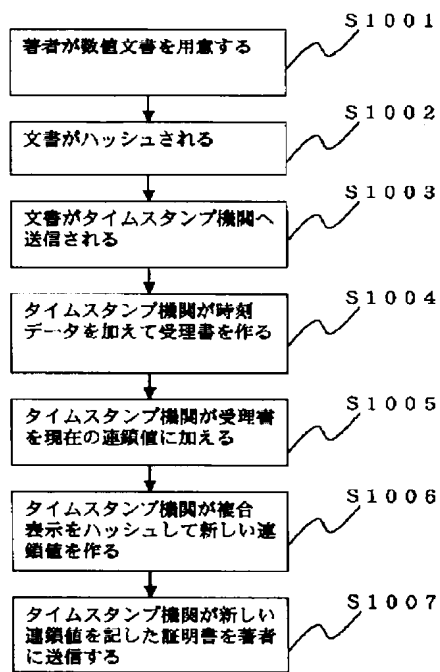 S1001
著者が数値文書を用意する
S1002
文書がハッシュされる
S1003
文書がタイムスタンプ機関へ
送信される
S1004
タイムスタンプ機関が時刻
データを加えて受理書を作る
S1005
タイムスタンプ機関が受理書
を現在の連鎖値に加える
S1006
タイムスタンプ機関が複合
表示をハッシュして新しい連
鎖値を作る
S1007
タイムスタンプ機関が新しい
連鎖値を記した証明書を著者
に送信する